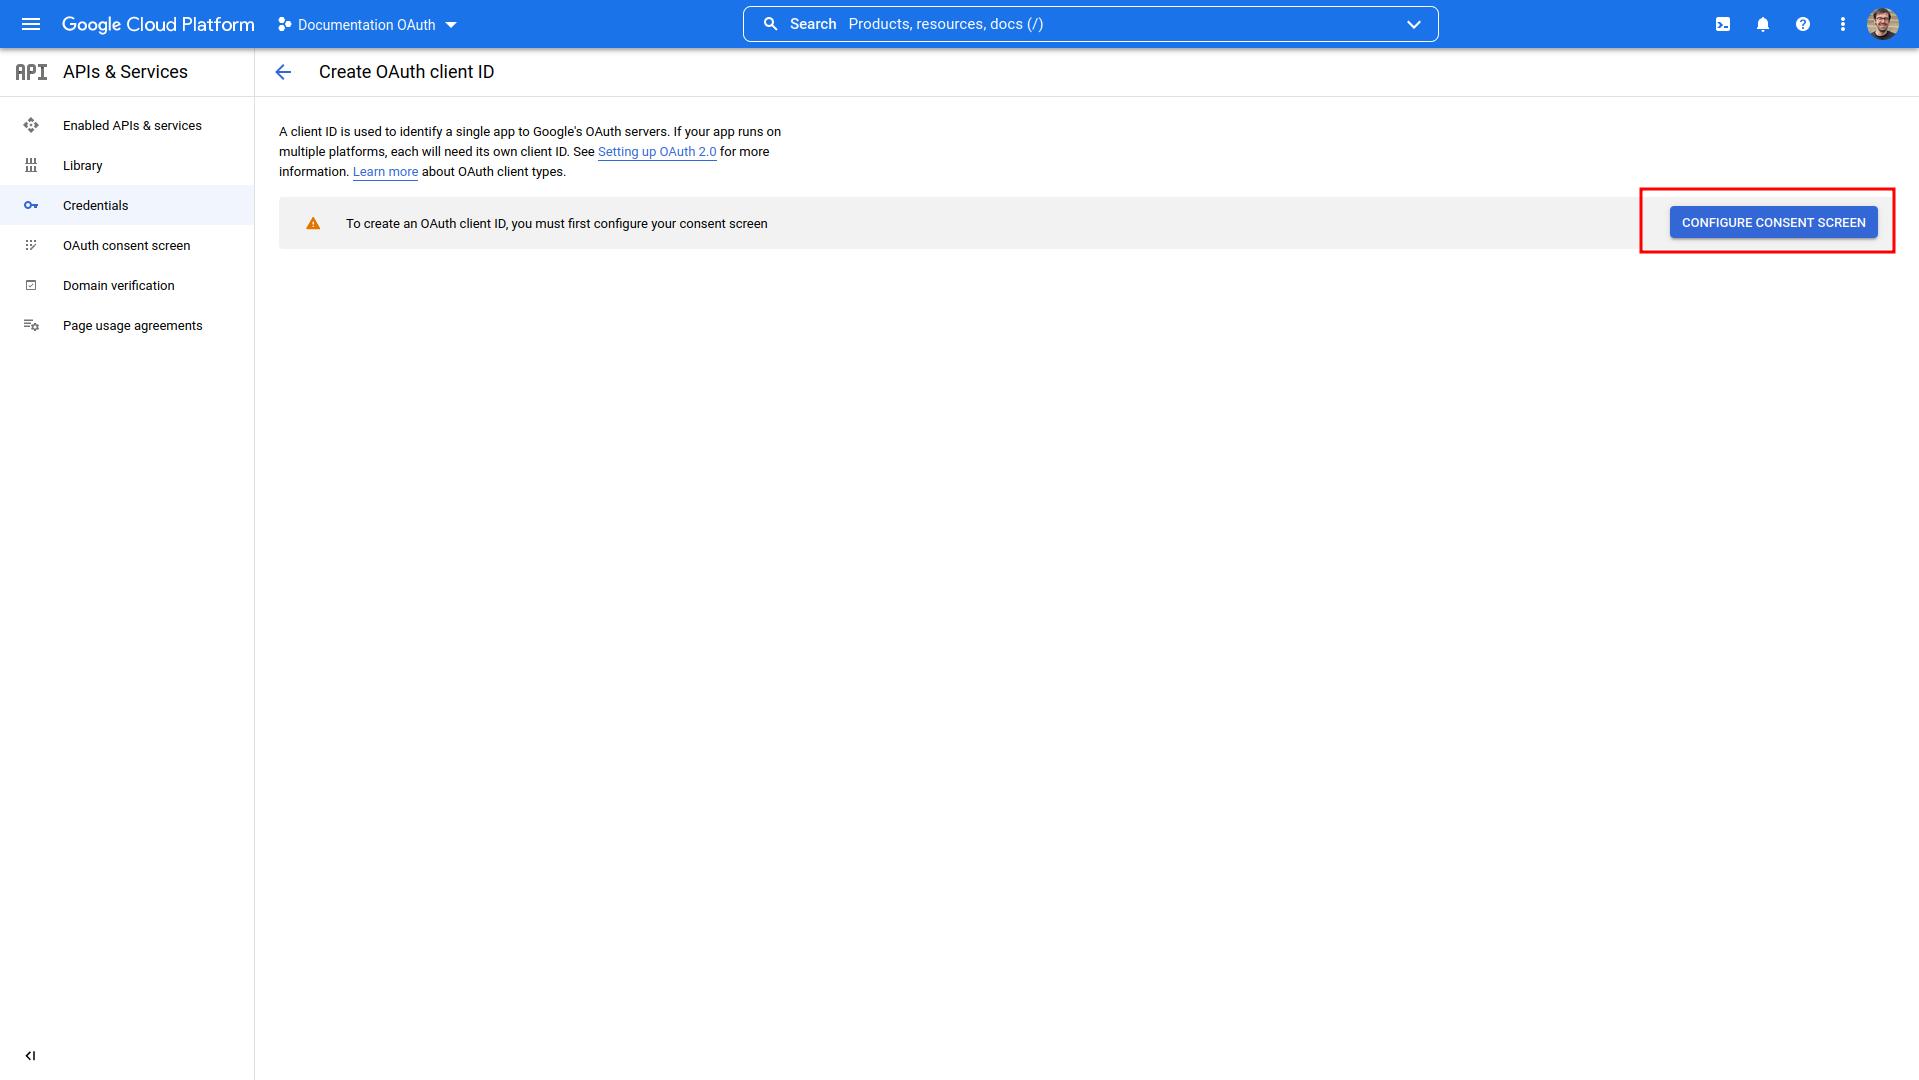 Google Cloud Platform
Documentation OAuth
Search Products, resources, docs (/)
API APIs & Services
Create OAuth client ID
Enabled APIs & services
Library
Credentials
OAuth consent screen
Domain verification
Page usage agreements
A client ID is used to identify a single app to Google's OAuth servers. If your app runs on
multiple platforms, each will need its own client ID. See Setting up OAuth 2.0 for more
information. Learn more about OAuth client types.
To create an OAuth client ID, you must first configure your consent screen
CONFIGURE CONSENT SCREEN